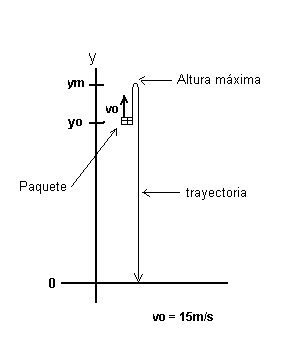 y
ym
Altura máxima
vo
yo
Paquete
trayectoria
0
vo = 15m/s